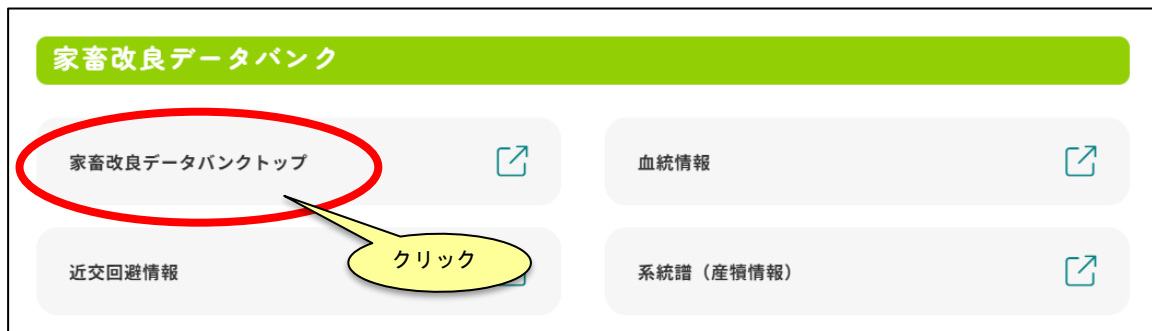 家畜改良データバンク
家畜改良データバンクトップ
血統情報
クリック
近交回避情報
系統譜（産犢情報）